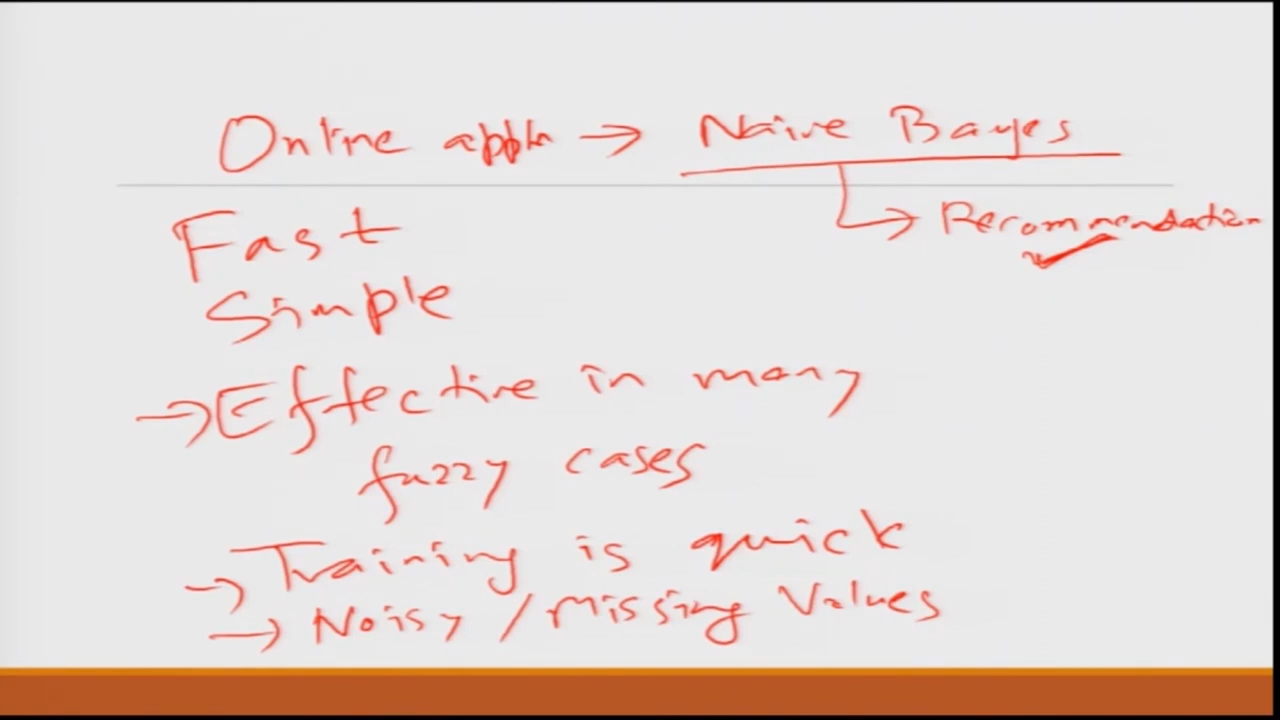 Online appln → Naive Bayes
↳ Recommendation
Fast
Simple
→ Effective in many
fuzzy cases
→ Training is quick
→ Noisy / Missing Values